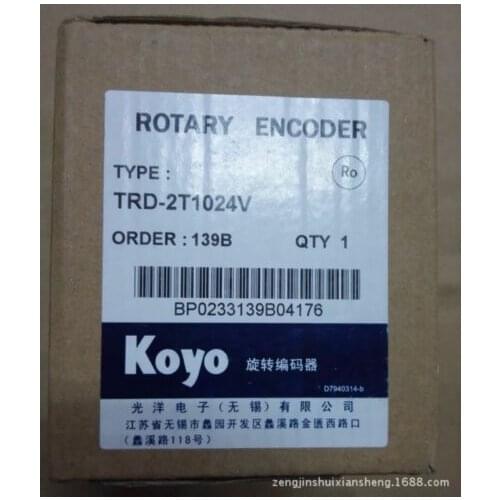 ROTARY ENCODER
TYPE :
Ro
TRD-2T1024V
ORDER : 139B QTY 1
BP0233139B04176
Koyo 旋转编码器
D7940314-b
光洋电子(无锡)有限公司
江苏省无锡市蠡园开发区蠡溪路金匮西路口
(蠡溪路118号)
zengjinshuixiansheng.1688.com